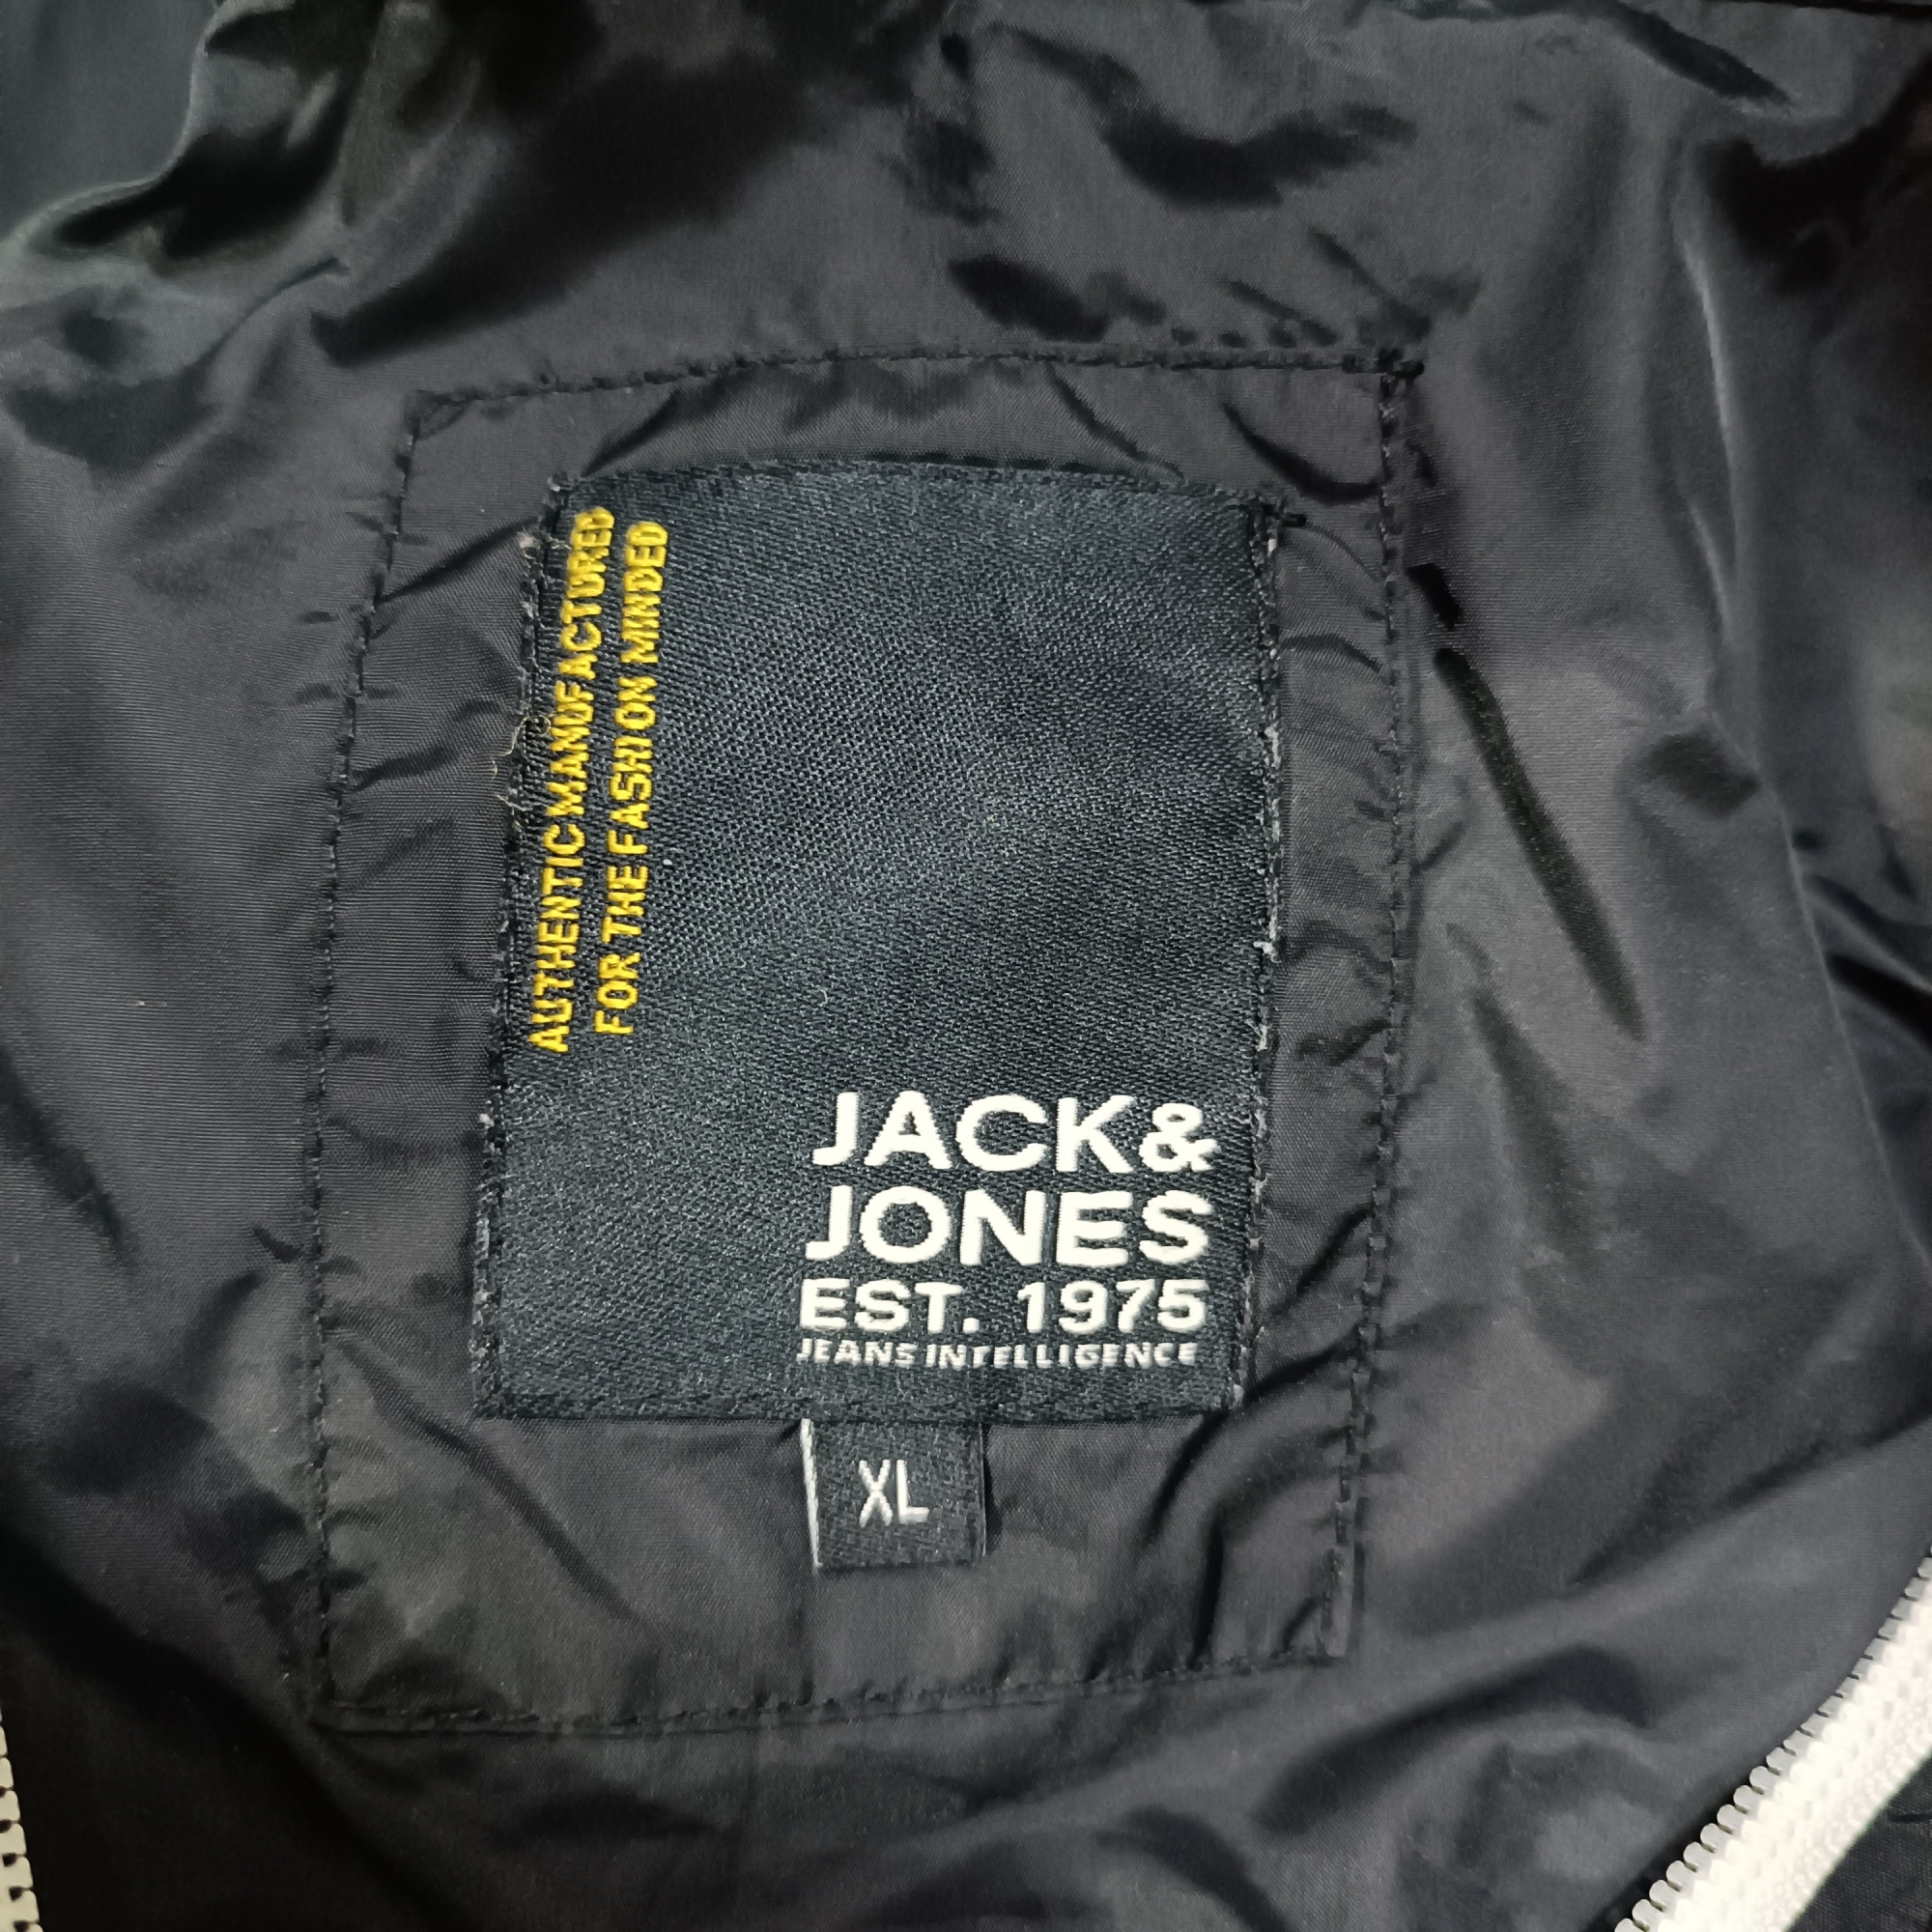 AUTHENTIC MANUFACTURED
FOR THE FASHION MINDED
JACK&
JONES
EST. 1975
JEANS INTELLIGENCE
XL